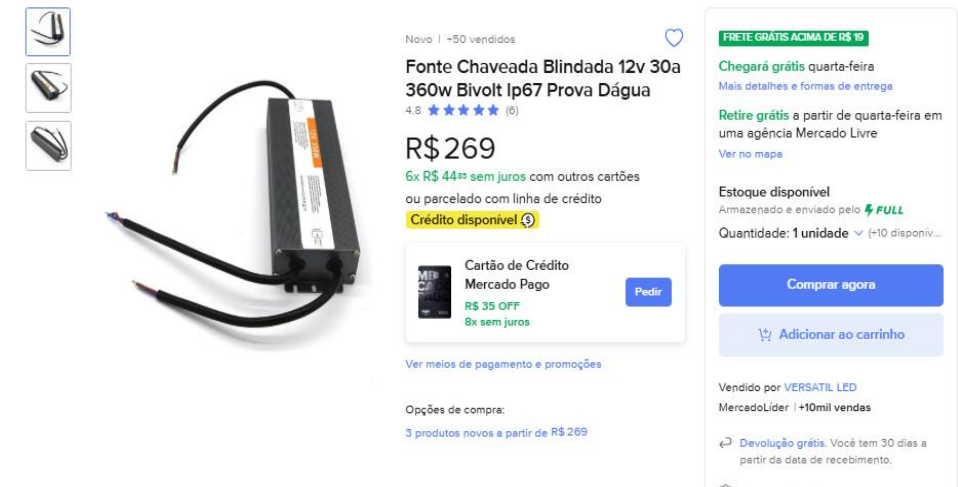 Novo | +50 vendidos
Fonte Chaveada Blindada 12v 30a
360w Bivolt Ip67 Prova Dágua
4.8 (6)
R$ 269
6x R$ 44 83 sem juros com outros cartões
ou parcelado com linha de crédito
Crédito disponível
Cartão de Crédito
Mercado Pago
R$ 35 OFF
8x sem juros
Pedir
Ver meios de pagamento e promoções
Opções de compra:
3 produtos novos a partir de R$ 269
FRETE GRÁTIS ACIMA DE R$ 19
Chegará grátis quarta-feira
Mais detalhes e formas de entrega
Retire grátis a partir de quarta-feira em
uma agência Mercado Livre
Ver no mapa
Estoque disponível
Armazenado e enviado pelo FULL
Quantidade: 1 unidade (+10 disponív...
Comprar agora
Adicionar ao carrinho
Vendido por VERSATIL LED
MercadoLíder | +10mil vendas
Devolução grátis. Você tem 30 dias a
partir da data de recebimento.
12V 360W